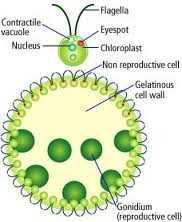 Flagella
Contractile
vacuole
Eyespot
Nucleus
Chloroplast
Non reproductive cell
Gelatinous
cell wall
Gonidium
(reproductive cell)